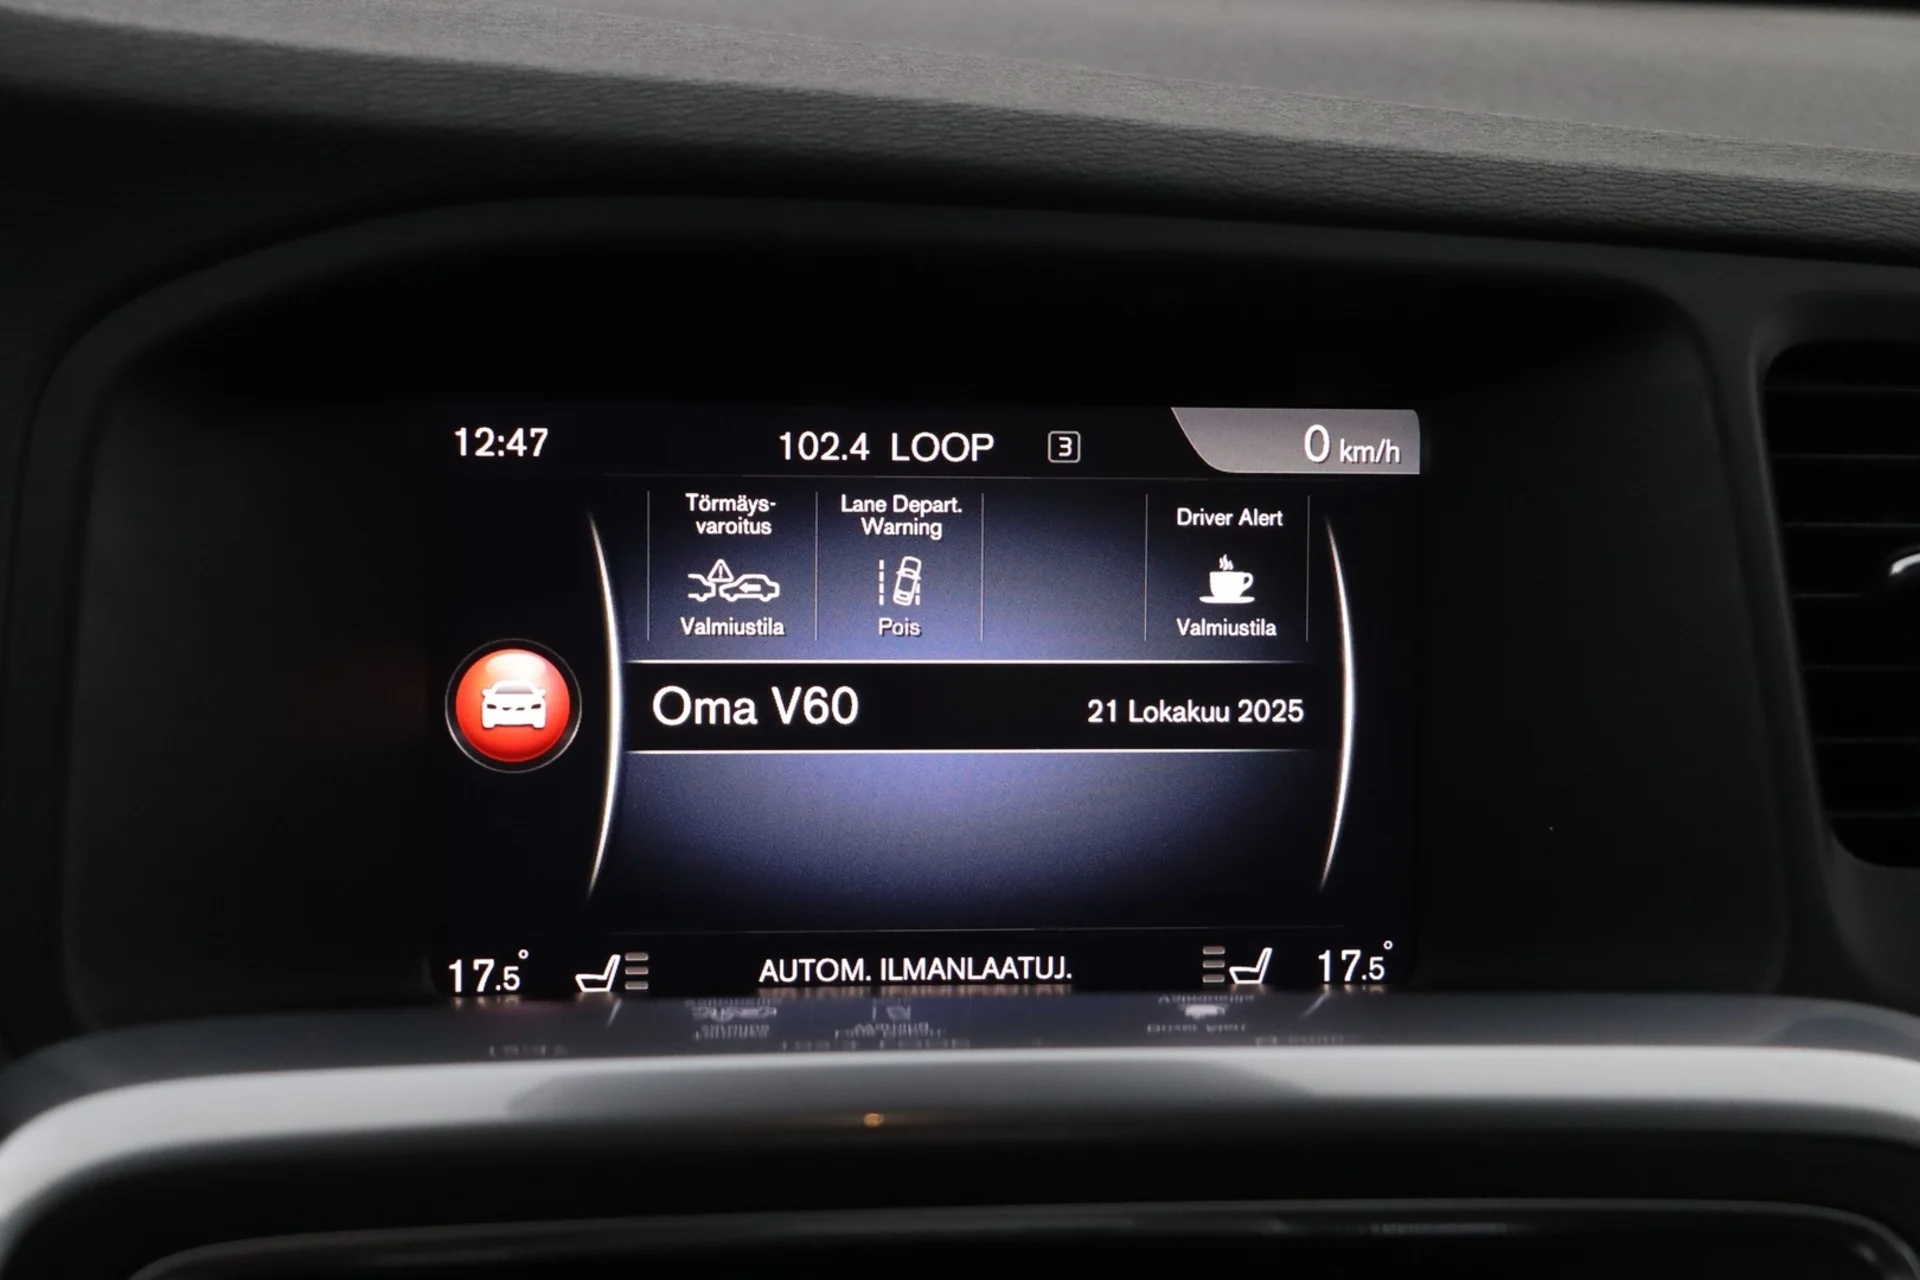 12:47
102.4 LOOP
3
0 km/h
Törmäys-
varoitus
Valmiustila
Lane Depart.
Warning
Pois
Driver Alert
Valmiustila
Oma V60
21 Lokakuu 2025
17.5°
AUTOM. ILMANLAATUJ.
17.5°